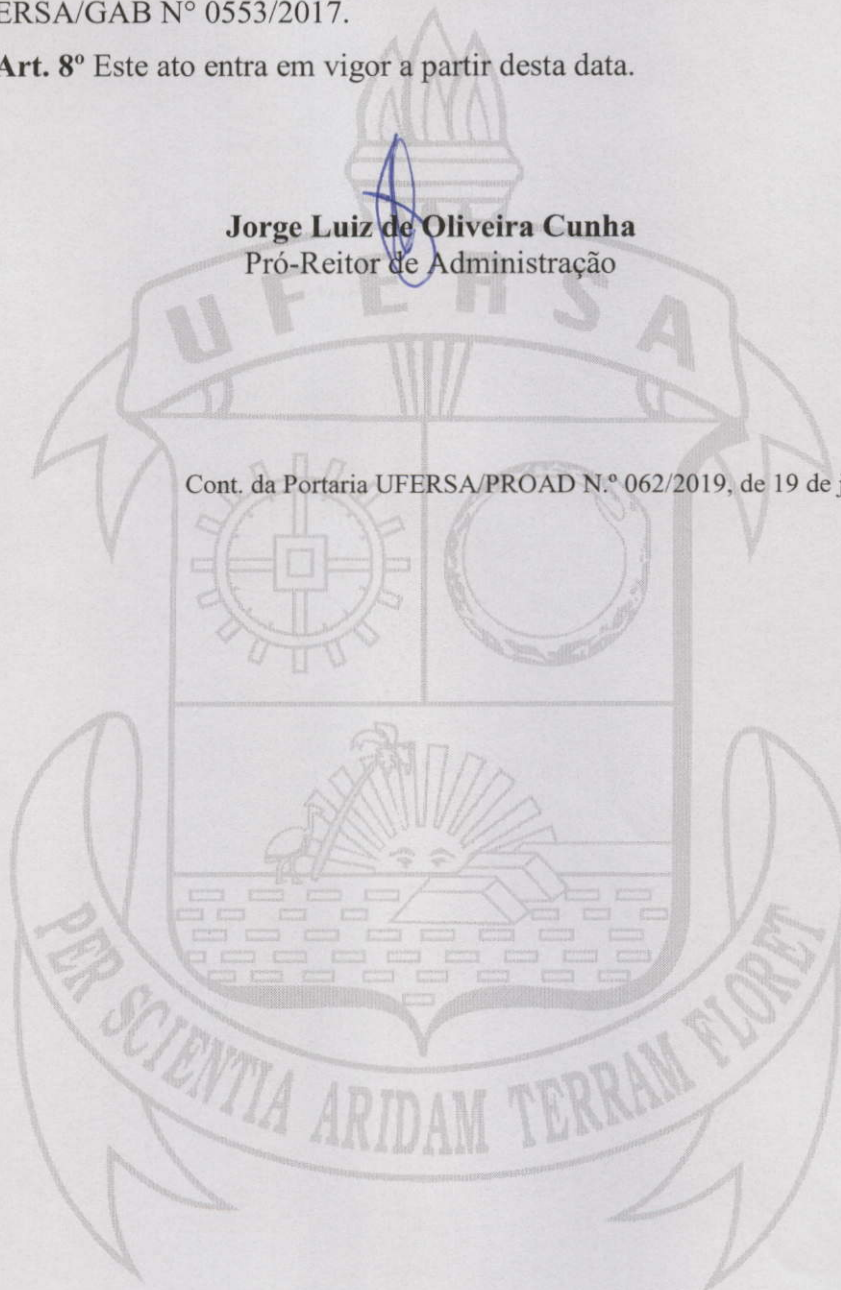 ERSA/GAB N° 0553/2017.
Art. 8º Este ato entra em vigor a partir desta data.
Jorge Luiz de Oliveira Cunha
Pró-Reitor de Administração
UFERSA
Cont. da Portaria UFERSA/PROAD N.º 062/2019, de 19 de j
PER SCIENTIA ARIDAM TERRAM FLORET